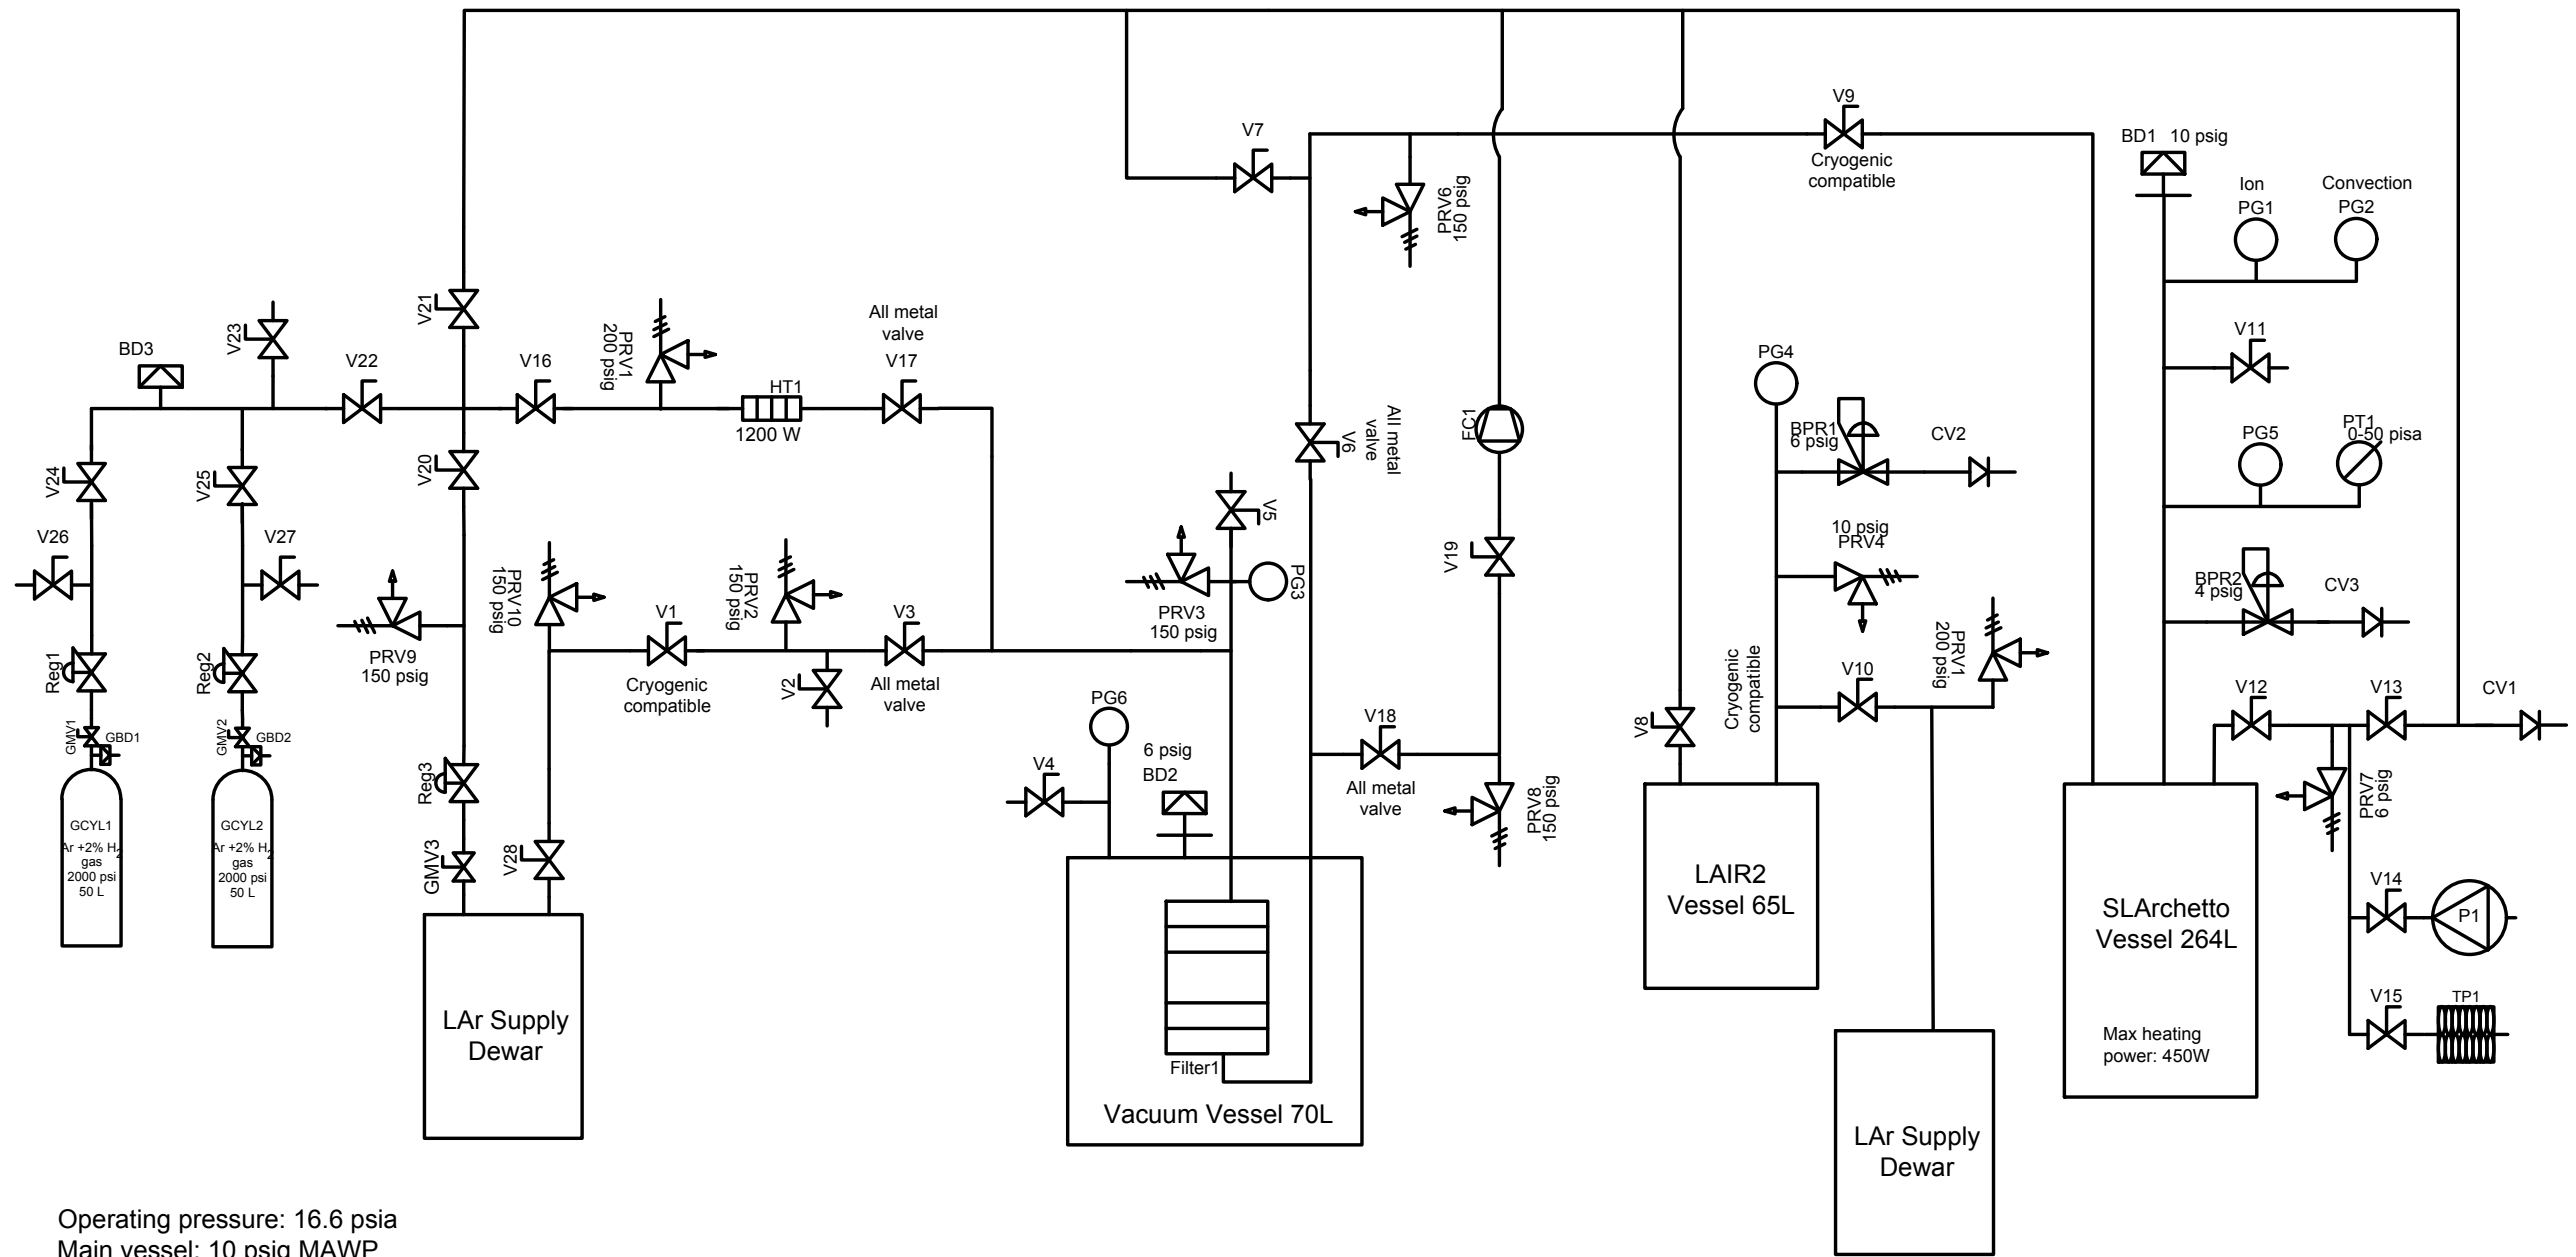 V9
Cryogenic
compatible
BD1 10 psig
Ion
PG1
Convection
PG2
V7
PRV6
150 psig
V21
V23
BD3
V22
V16
PRV1
200 psig
HT1
1200 W
All metal
valve
V17
PG4
V11
V24
V25
V20
V6
All metal
valve
BPR1
6 psig
CV2
PG5
PT1
0-50 pisa
V26
V27
V5
V19
10 psig
PRV4
PRV9
150 psig
PRV10
150 psig
PRV2
150 psig
V1
Cryogenic
compatible
V2
V3
All metal
valve
PRV3
150 psig
PG3
BPR2
4 psig
CV3
Reg1
Reg2
Reg3
GMV1
GBD1
GMV2
GBD2
GMV3
V28
PG6
V4
6 psig
BD2
V18
All metal
valve
PRV8
150 psig
V8
Cryogenic
compatible
V10
PRV1
200 psig
V12
V13
CV1
PRV7
6 psig
GCYL1
Ar +2% H2
gas
2000 psi
50 L
GCYL2
Ar +2% H2
gas
2000 psi
50 L
LAr Supply
Dewar
Filter1
Vacuum Vessel 70L
LAIR2
Vessel 65L
LAr Supply
Dewar
SLArchetto
Vessel 264L
Max heating
power: 450W
V14
P1
V15
TP1
Operating pressure: 16.6 psia
Main vessel: 10 psig MAWP